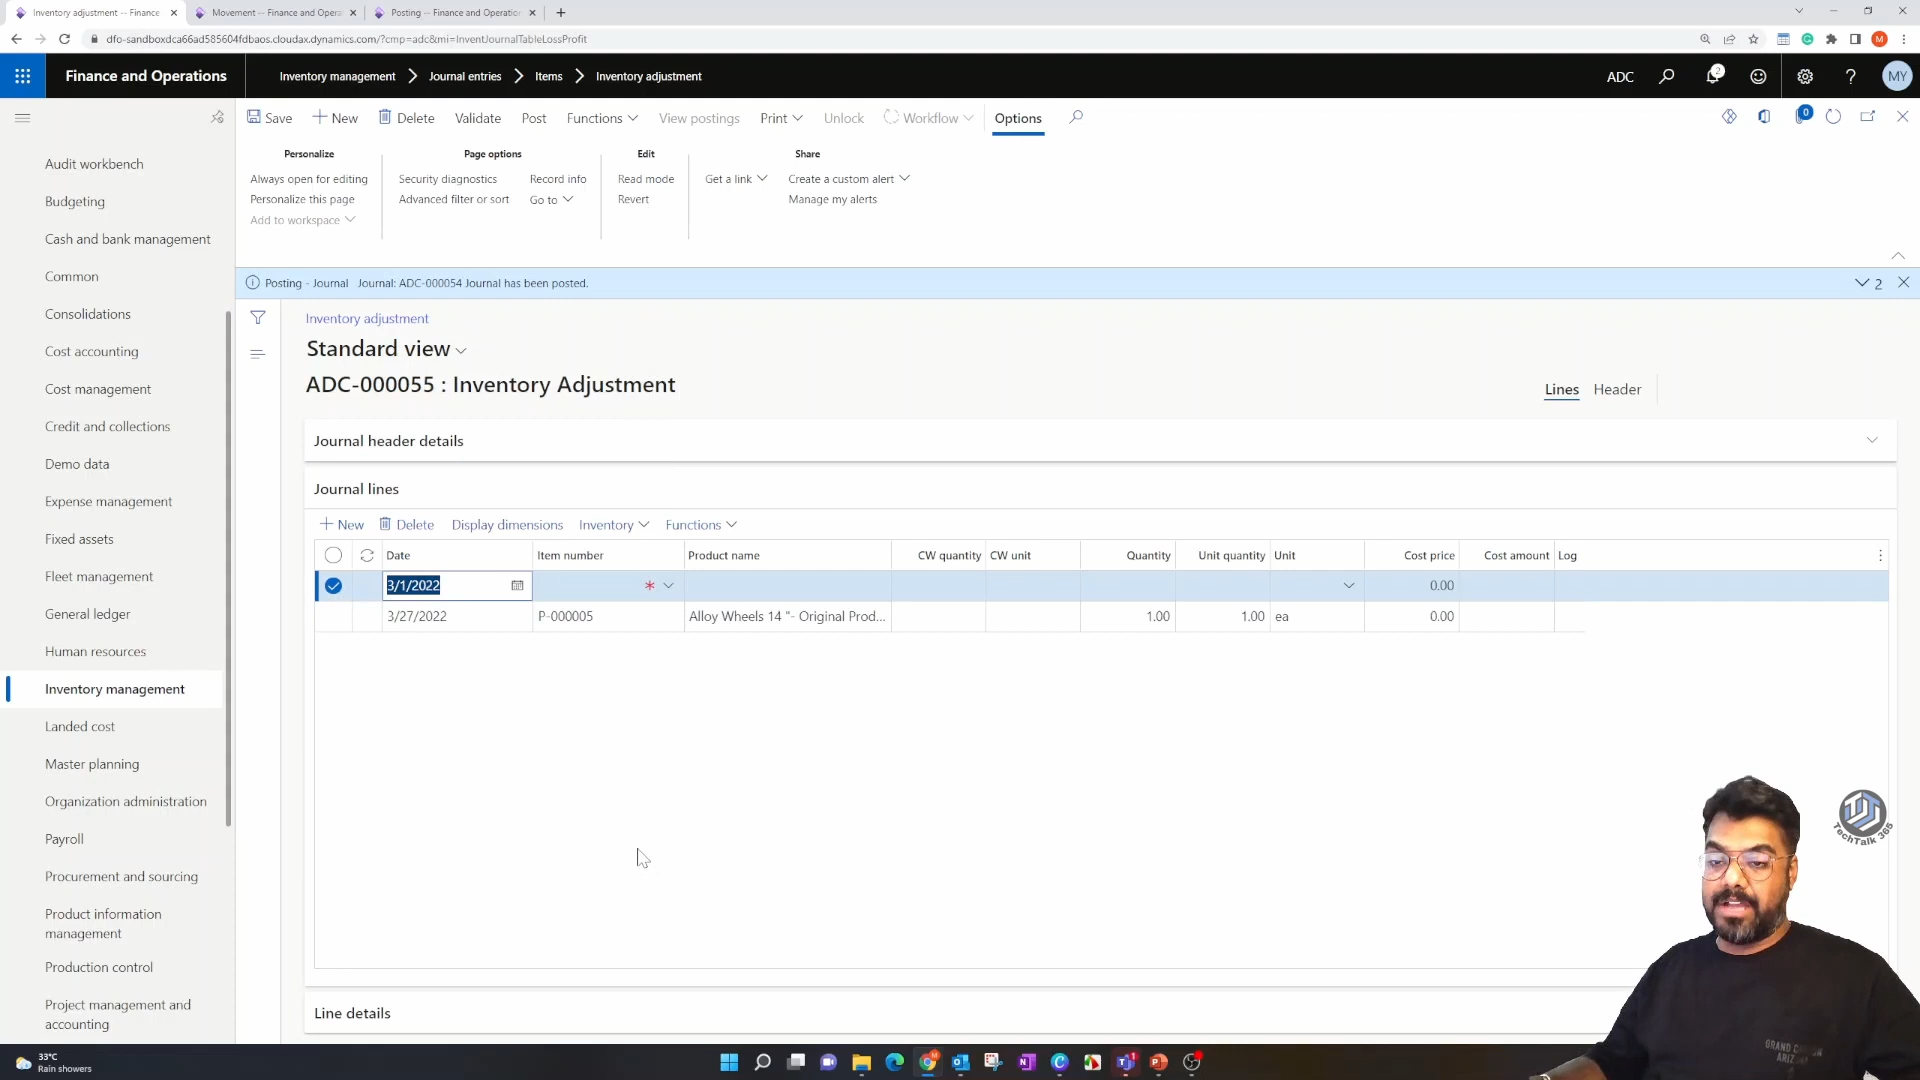 Inventory adjustment -- Finance
Movement -- Finance and Opera
Posting -- Finance and Operation
dfo-sandboxdca66ad585604fdbaos.cloudax.dynamics.com/?cmp=adc&mi=InventJournalTableLossProfit
Finance and Operations
Inventory management
Journal entries
Items
Inventory adjustment
ADC
2
MY
Save
New
Delete
Validate
Post
Functions
View postings
Print
Unlock
Workflow
Options
0
Personalize
Always open for editing
Personalize this page
Add to workspace
Page options
Security diagnostics
Advanced filter or sort
Record info
Go to
Edit
Read mode
Revert
Get a link
Share
Create a custom alert
Manage my alerts
Posting - Journal Journal: ADC-000054 Journal has been posted.
2
Audit workbench
Budgeting
Cash and bank management
Common
Consolidations
Cost accounting
Cost management
Credit and collections
Demo data
Expense management
Fixed assets
Fleet management
General ledger
Human resources
Inventory management
Landed cost
Master planning
Organization administration
Payroll
Procurement and sourcing
Product information
management
Production control
Project management and
accounting
Inventory adjustment
Standard view
ADC-000055 : Inventory Adjustment
Lines
Header
Journal header details
Journal lines
New
Delete
Display dimensions
Inventory
Functions
Date Item number Product name CW quantity CW unit Quantity Unit quantity Unit Cost price Cost amount Log
3/1/2022 * 0.00
3/27/2022 P-000005 Alloy Wheels 14 "- Original Prod... 1.00 1.00 ea 0.00
Line details
TechTalk 365
33°C
Rain showers